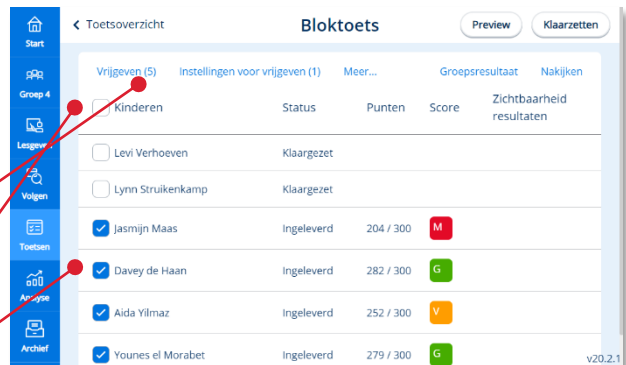 Start
Groep 4
Lesgeven
Volgen
Toetsen
Analyse
Archief
Toetsoverzicht Bloktoets Preview Klaarzetten
Vrijgeven (5) Instellingen voor vrijgeven (1) Meer... Groepsresultaat Nakijken
Kinderen Status Punten Score Zichtbaarheid
resultaten
Levi Verhoeven Klaargezet
Lynn Struikenkamp Klaargezet
Jasmijn Maas Ingeleverd 204 / 300 M
Davey de Haan Ingeleverd 282 / 300 G
Aida Yilmaz Ingeleverd 252 / 300 V
Younes el Morabet Ingeleverd 279 / 300 G
v20.2.1